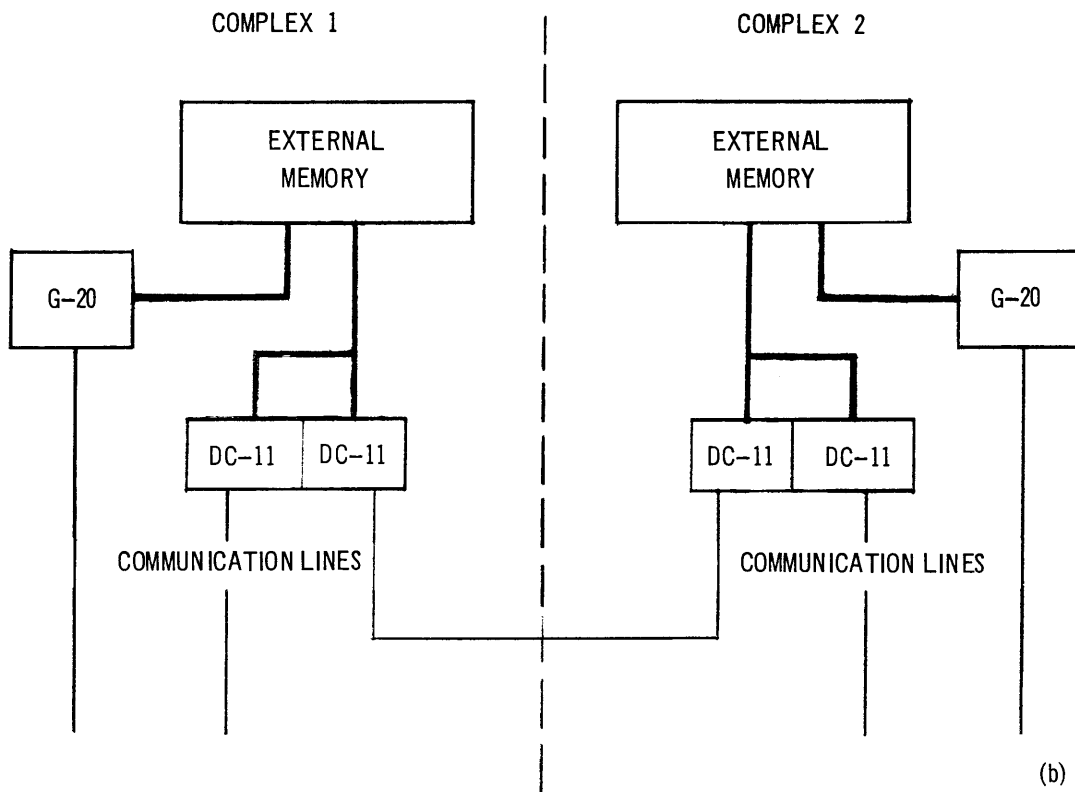 COMPLEX 1
COMPLEX 2
EXTERNAL
MEMORY
EXTERNAL
MEMORY
G-20
G-20
DC-11
DC-11
DC-11
DC-11
COMMUNICATION LINES
COMMUNICATION LINES
(b)